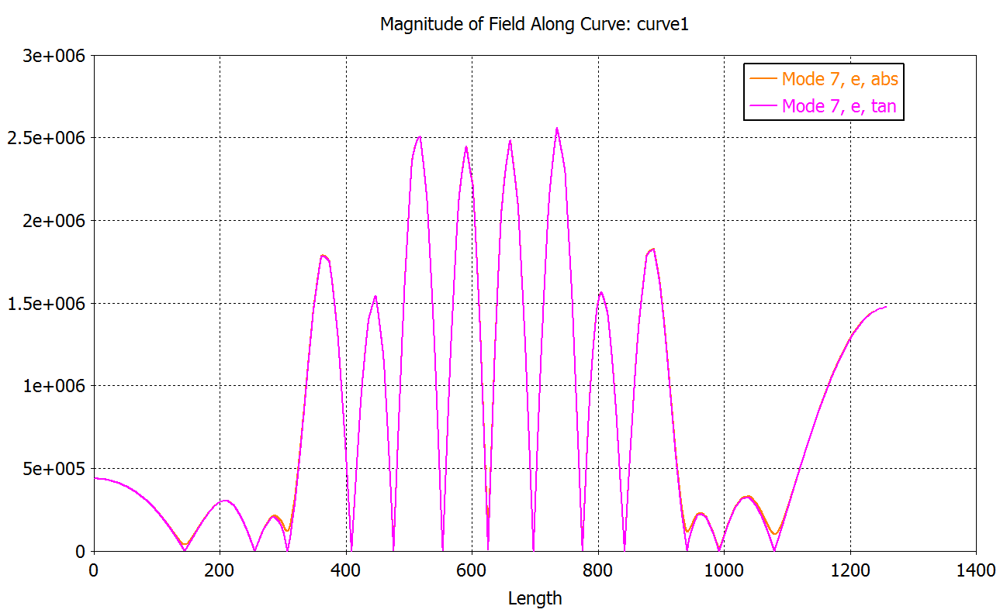 Magnitude of Field Along Curve: curve1
3e+006
Mode 7, e, abs
Mode 7, e, tan
2.5e+006
2e+006
1.5e+006
1e+006
5e+005
0
0 200 400 600 800 1000 1200 1400
Length